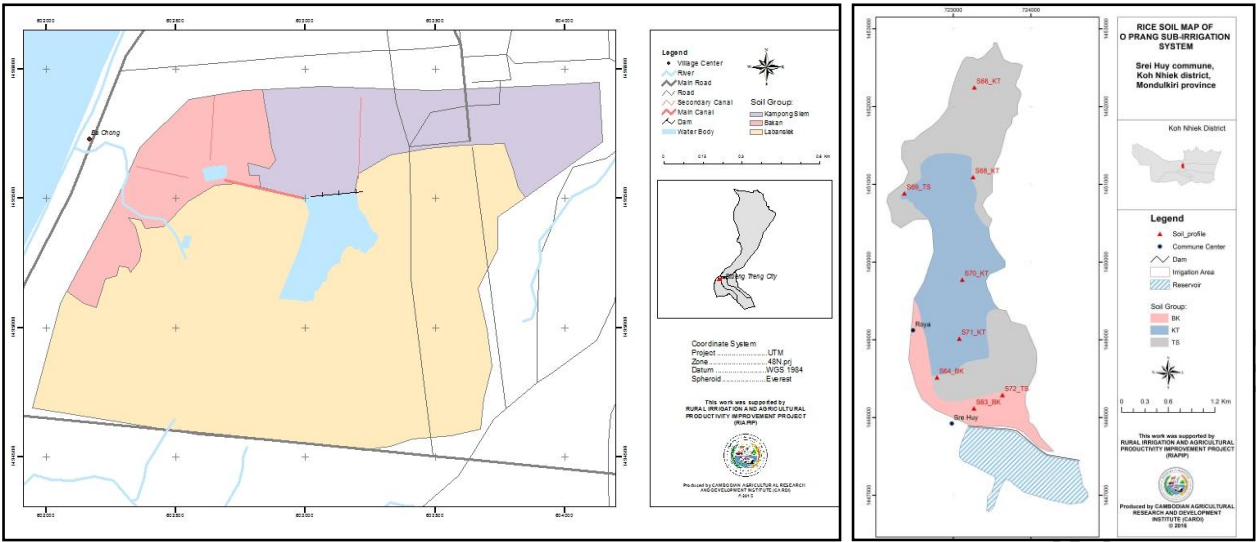 Legend
Village Center
River
Main Road
Road
Secondary Canal
Main Canal
Dam
Water Body
Soil Group:
Kampong Siem
Bakan
Labansiek
Coordinate System
Project ..................... UTM
Zone ........................ 48N.prj
Datum ..................... WGS 1984
Spheroid .................. Everest
This work was supported by
RURAL IRRIGATION AND AGRICULTURAL
PRODUCTIVITY IMPROVEMENT PROJECT
(RIAPIP)
Produced by CAMBODIAN AGRICULTURAL RESEARCH
AND DEVELOPMENT INSTITUTE (CARDI)
723000
724000
S66_KT
S68_KT
S69_TS
S70_KT
Roya
S71_KT
S64_BK
S72_TS
S63_BK
Sre Huy
RICE SOIL MAP OF
O PRANG SUB-IRRIGATION
SYSTEM
Srei Huy commune,
Koh Nhiek district,
Mondulkiri province
Koh Nhiek District
Legend
Soil_profile
Commune Center
Dam
Irrigation Area
Reservoir
Soil Group:
BK
KT
TS
0 0.3 0.6 1.2 Km
This work was supported by
RURAL IRRIGATION AND AGRICULTURAL
PRODUCTIVITY IMPROVEMENT PROJECT
(RIAPIP)
Produced by CAMBODIAN AGRICULTURAL
RESEARCH AND DEVELOPMENT
INSTITUTE (CARDI)
© 2016